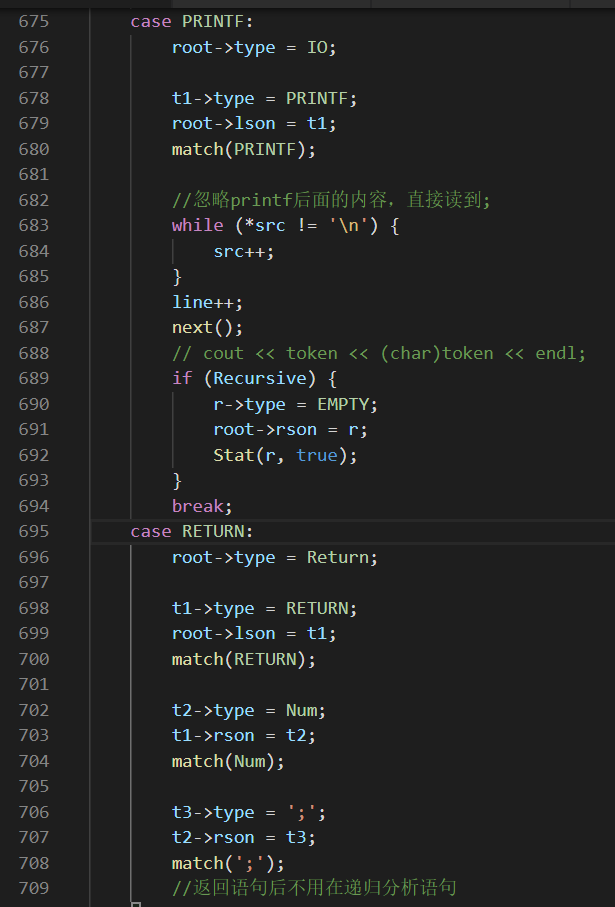 675 case PRINTF:
676 root->type = IO;
677
678 t1->type = PRINTF;
679 root->lson = t1;
680 match(PRINTF);
681
682 //忽略printf后面的内容，直接读到;
683 while (*src != '\n') {
684 src++;
685 }
686 line++;
687 next();
688 // cout << token << (char)token << endl;
689 if (Recursive) {
690 r->type = EMPTY;
691 root->rson = r;
692 Stat(r, true);
693 }
694 break;
695 case RETURN:
696 root->type = Return;
697
698 t1->type = RETURN;
699 root->lson = t1;
700 match(RETURN);
701
702 t2->type = Num;
703 t1->rson = t2;
704 match(Num);
705
706 t3->type = ';';
707 t2->rson = t3;
708 match(';');
709 //返回语句后不用在递归分析语句